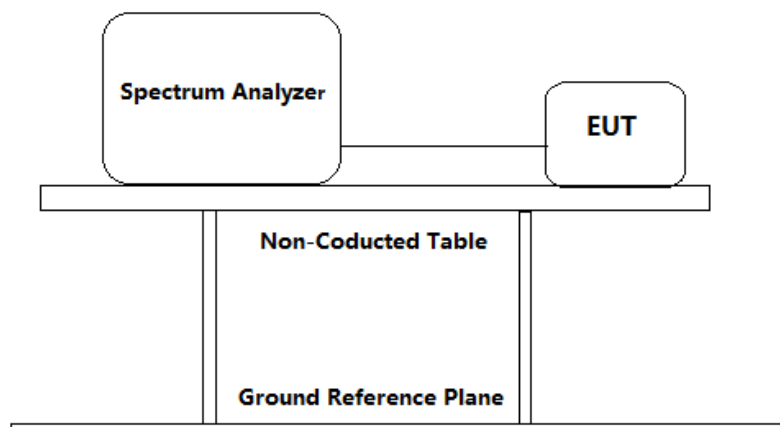 Spectrum Analyzer
EUT
Non-Coducted Table
Ground Reference Plane